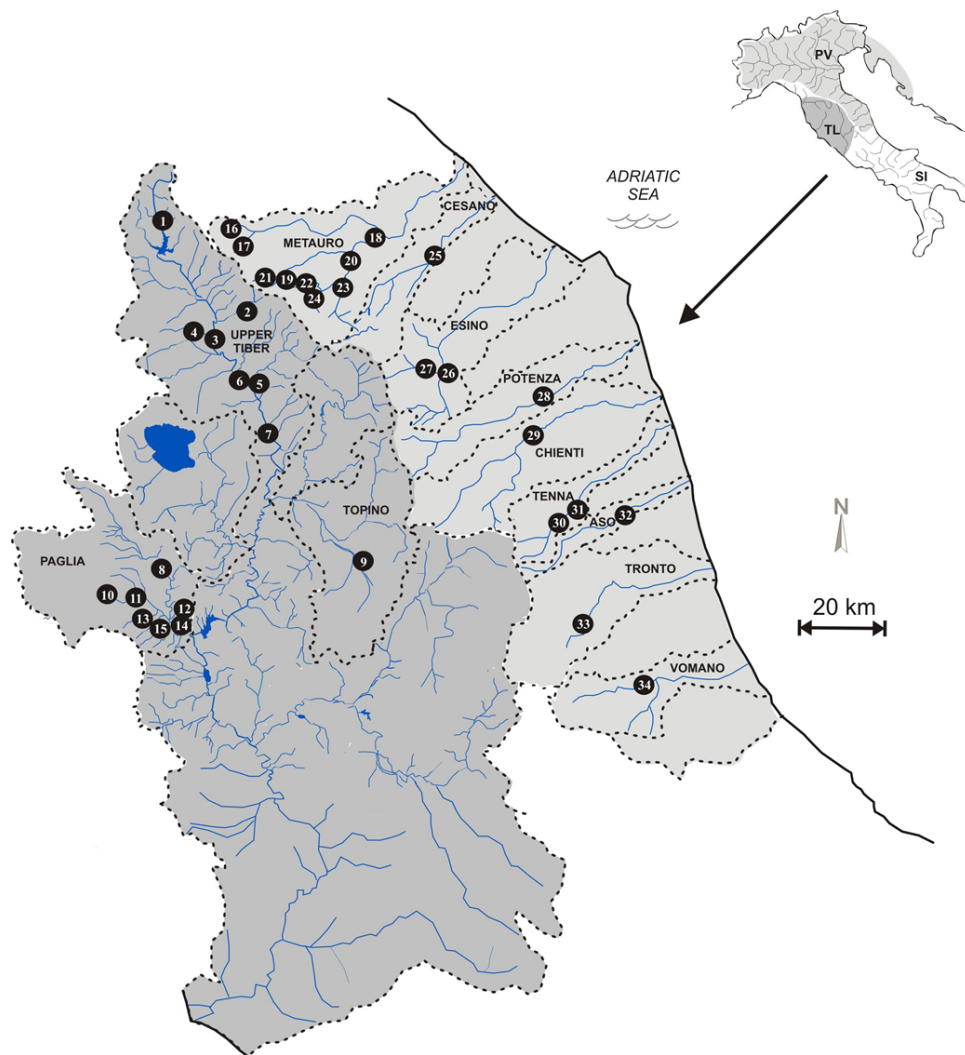 PV
TL
SI
ADRIATIC
SEA
CESANO
1
16
17
METAURO
18
20
25
21
19
22
23
24
2
UPPER
TIBER
4
3
ESINO
6
5
27
26
POTENZA
28
7
29
CHIENTI
TENNA
31
30
ASO
32
TOPINO
N
PAGLIA
8
9
TRONTO
10
11
12
13
15
14
20 km
33
VOMANO
34